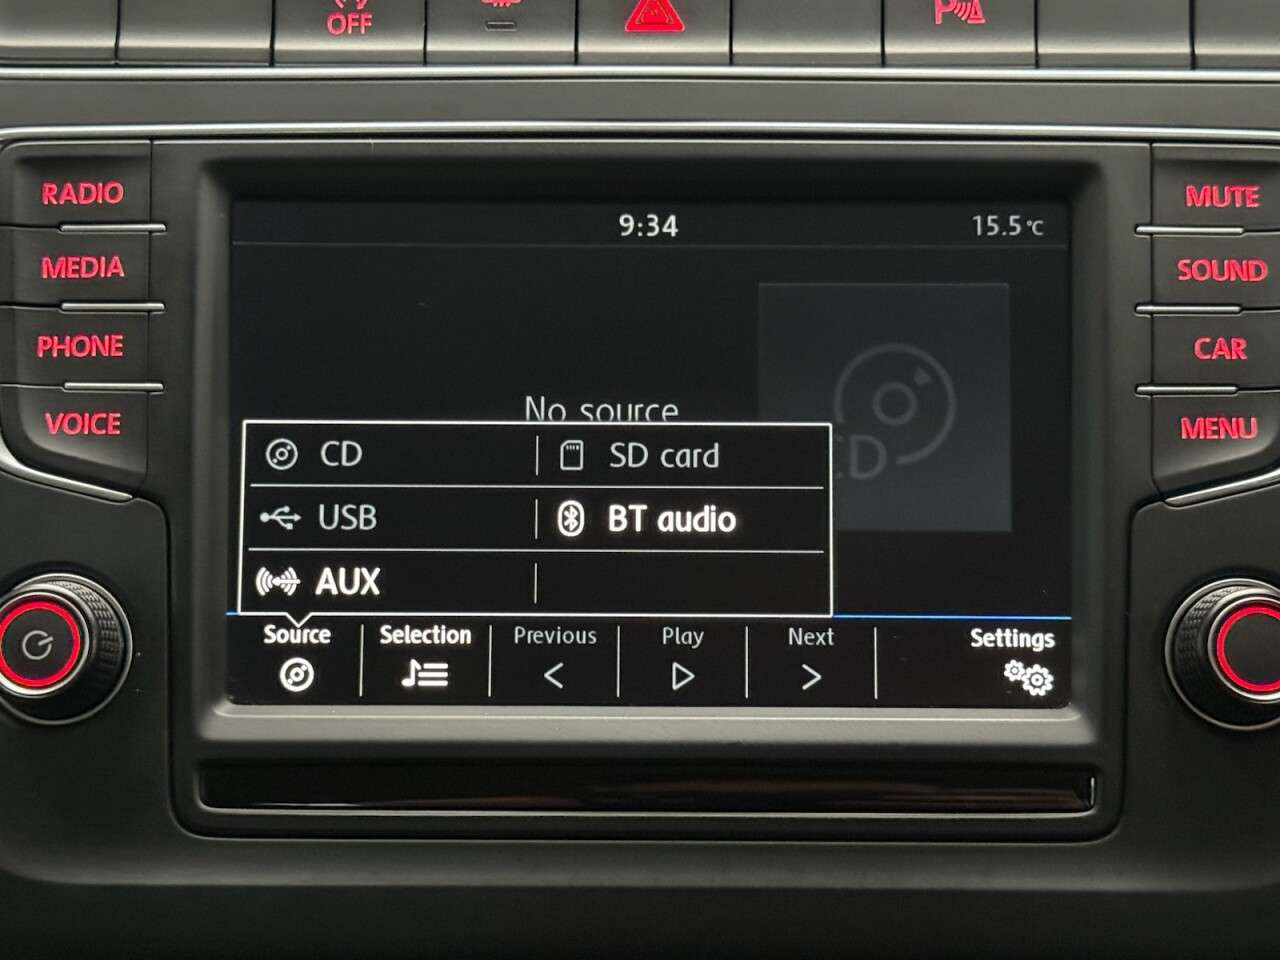 OFF
RADIO
MEDIA
PHONE
VOICE
9:34
15.5°C
No source
CD
CD
SD card
USB
BT audio
AUX
Source
Selection
Previous
Play
Next
Settings
MUTE
SOUND
CAR
MENU